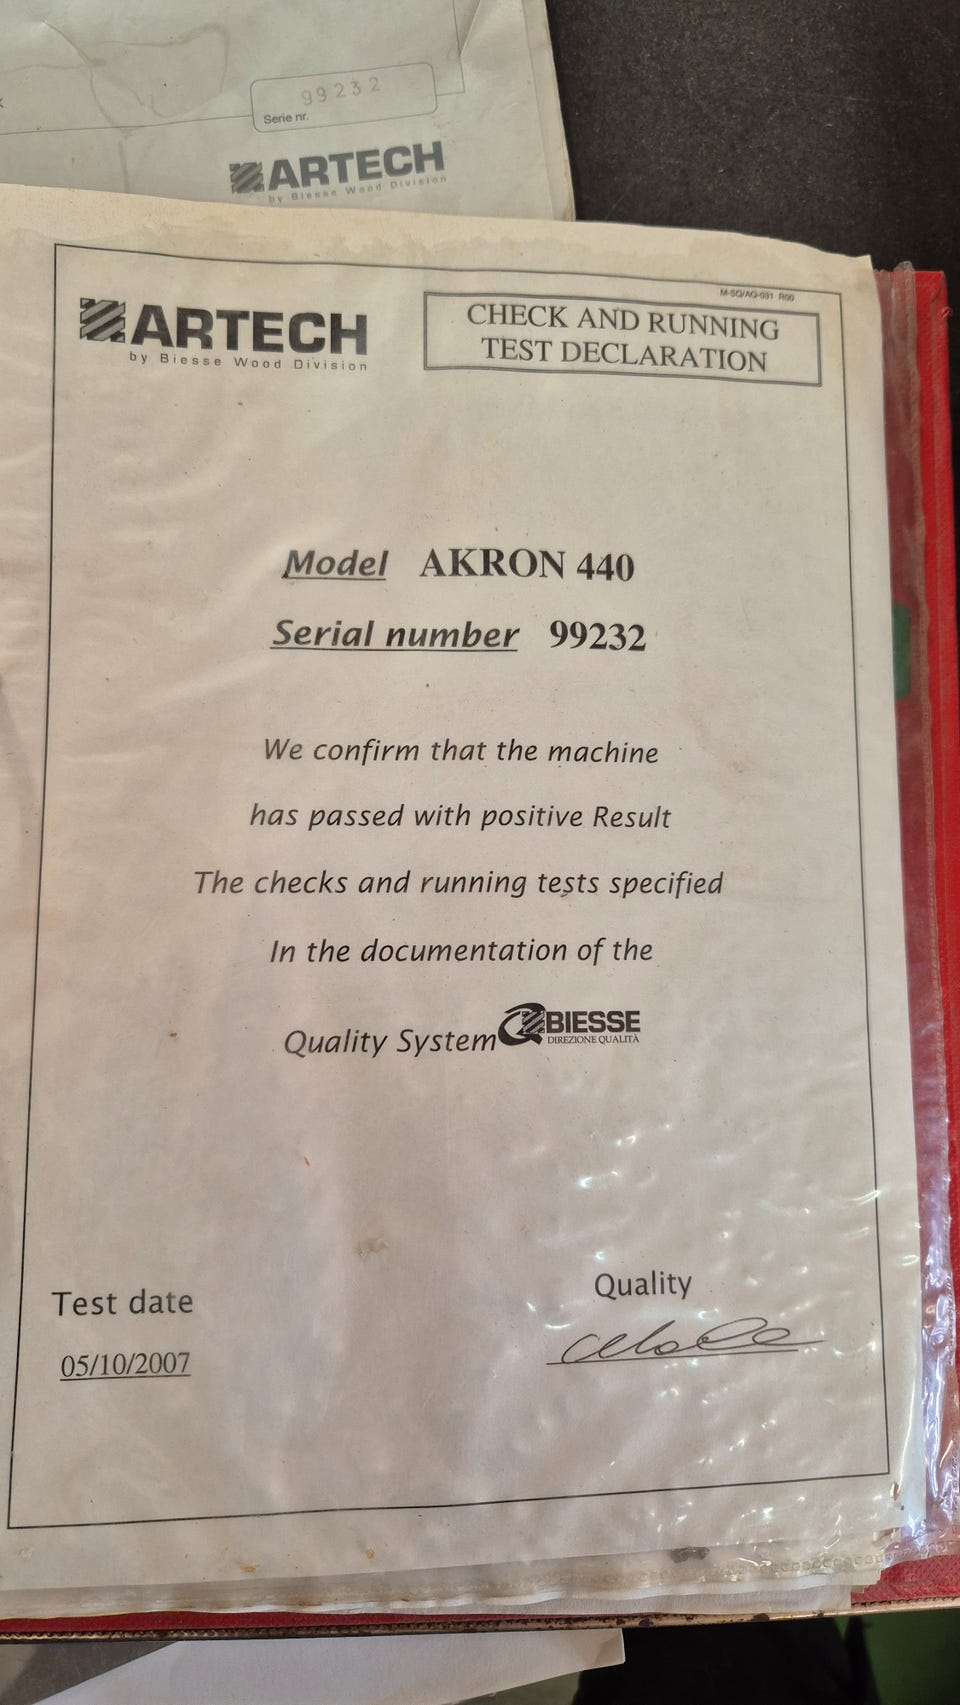 99232
Serie nr.
ARTECH
by Biesse Wood Division
M-SQ/AQ-031 R00
ARTECH
by Biesse Wood Division
CHECK AND RUNNING
TEST DECLARATION
Model AKRON 440
Serial number 99232
We confirm that the machine
has passed with positive Result
The checks and running tests specified
In the documentation of the
Quality System
BIESSE
DIREZIONE QUALITÀ
Test date
05/10/2007
Quality